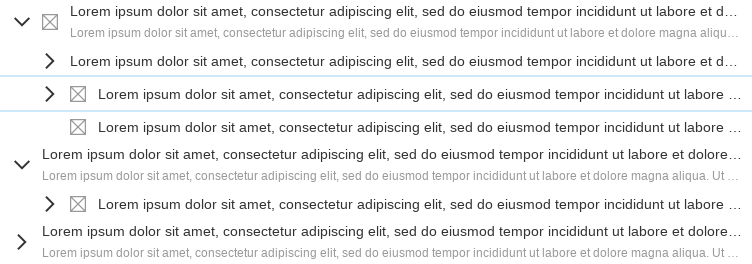 Lorem ipsum dolor sit amet, consectetur adipiscing elit, sed do eiusmod tempor incididunt ut labore et d…
Lorem ipsum dolor sit amet, consectetur adipiscing elit, sed do eiusmod tempor incididunt ut labore et dolore magna aliqu…
Lorem ipsum dolor sit amet, consectetur adipiscing elit, sed do eiusmod tempor incididunt ut labore et d…
Lorem ipsum dolor sit amet, consectetur adipiscing elit, sed do eiusmod tempor incididunt ut labore …
Lorem ipsum dolor sit amet, consectetur adipiscing elit, sed do eiusmod tempor incididunt ut labore …
Lorem ipsum dolor sit amet, consectetur adipiscing elit, sed do eiusmod tempor incididunt ut labore et dolore…
Lorem ipsum dolor sit amet, consectetur adipiscing elit, sed do eiusmod tempor incididunt ut labore et dolore magna aliqua. Ut …
Lorem ipsum dolor sit amet, consectetur adipiscing elit, sed do eiusmod tempor incididunt ut labore …
Lorem ipsum dolor sit amet, consectetur adipiscing elit, sed do eiusmod tempor incididunt ut labore et dolore…
Lorem ipsum dolor sit amet, consectetur adipiscing elit, sed do eiusmod tempor incididunt ut labore et dolore magna aliqua. Ut …